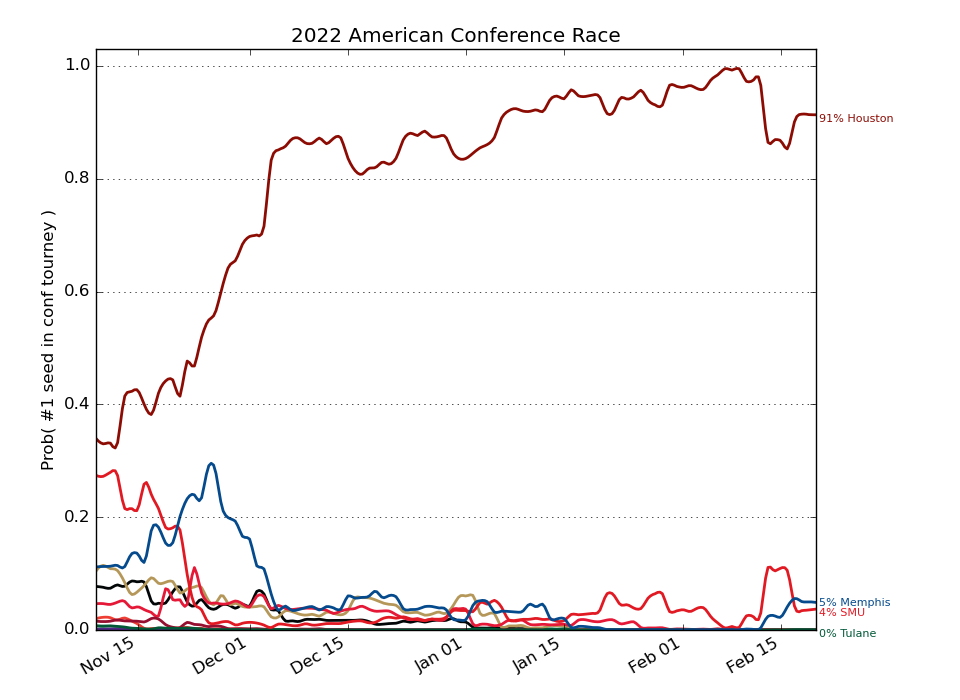 2022 American Conference Race
Prob( #1 seed in conf tourney )
1.0
0.8
0.6
0.4
0.2
0.0
91% Houston
5% Memphis
4% SMU
0% Tulane
Nov 15
Dec 01
Dec 15
Jan 01
Jan 15
Feb 01
Feb 15